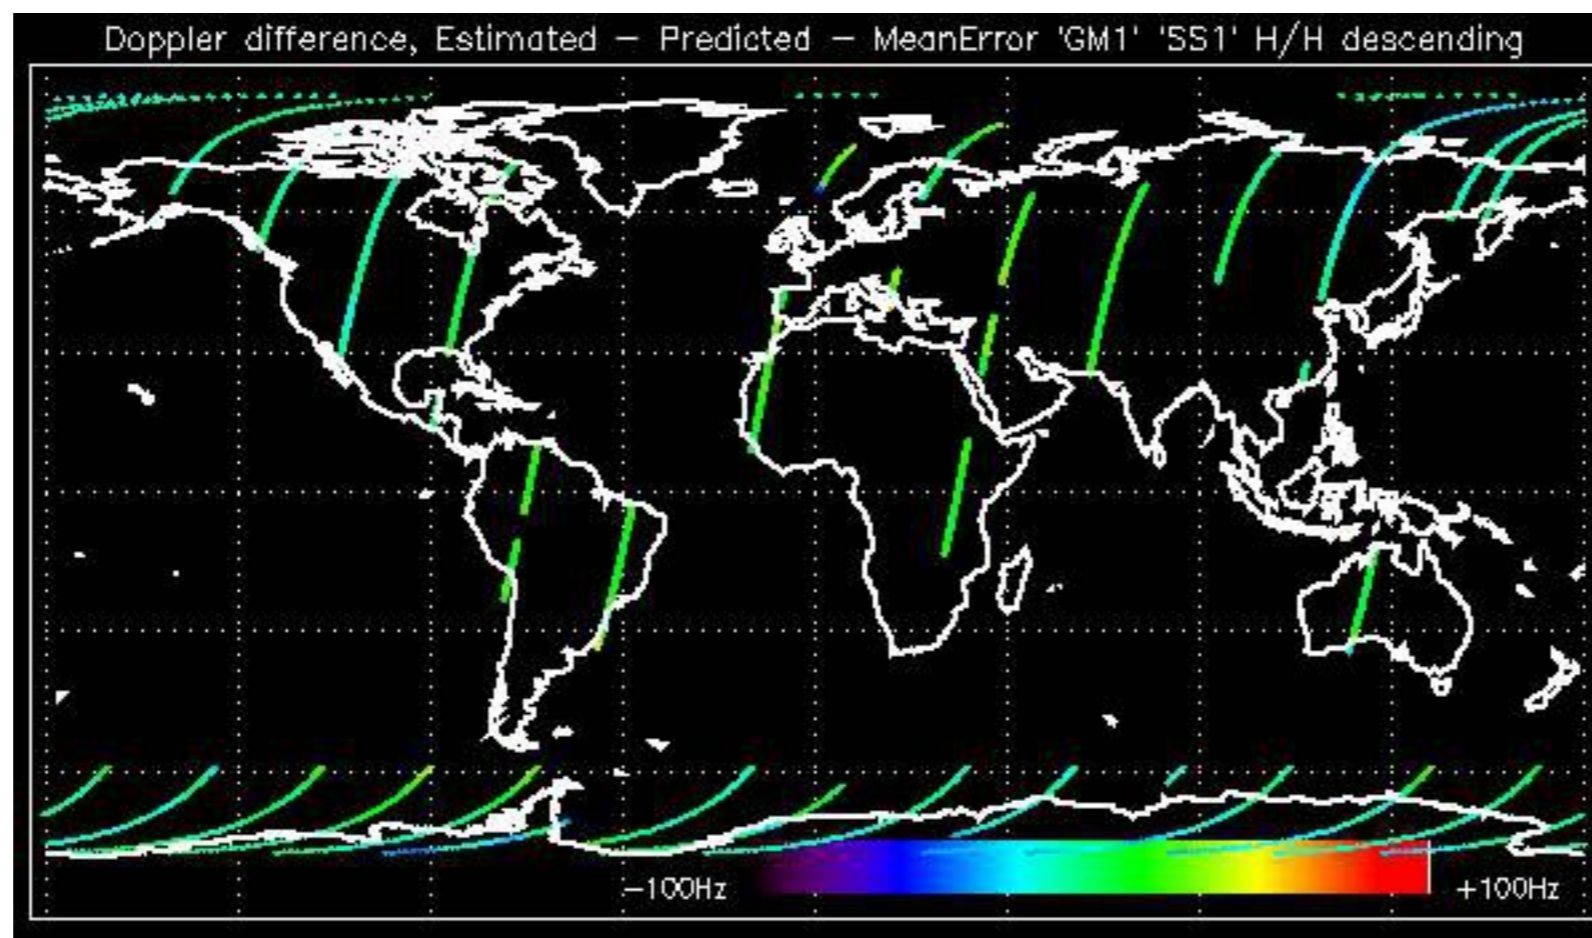 Doppler difference, Estimated – Predicted – MeanError 'GM1' 'SS1' H/H descending
–100Hz +100Hz